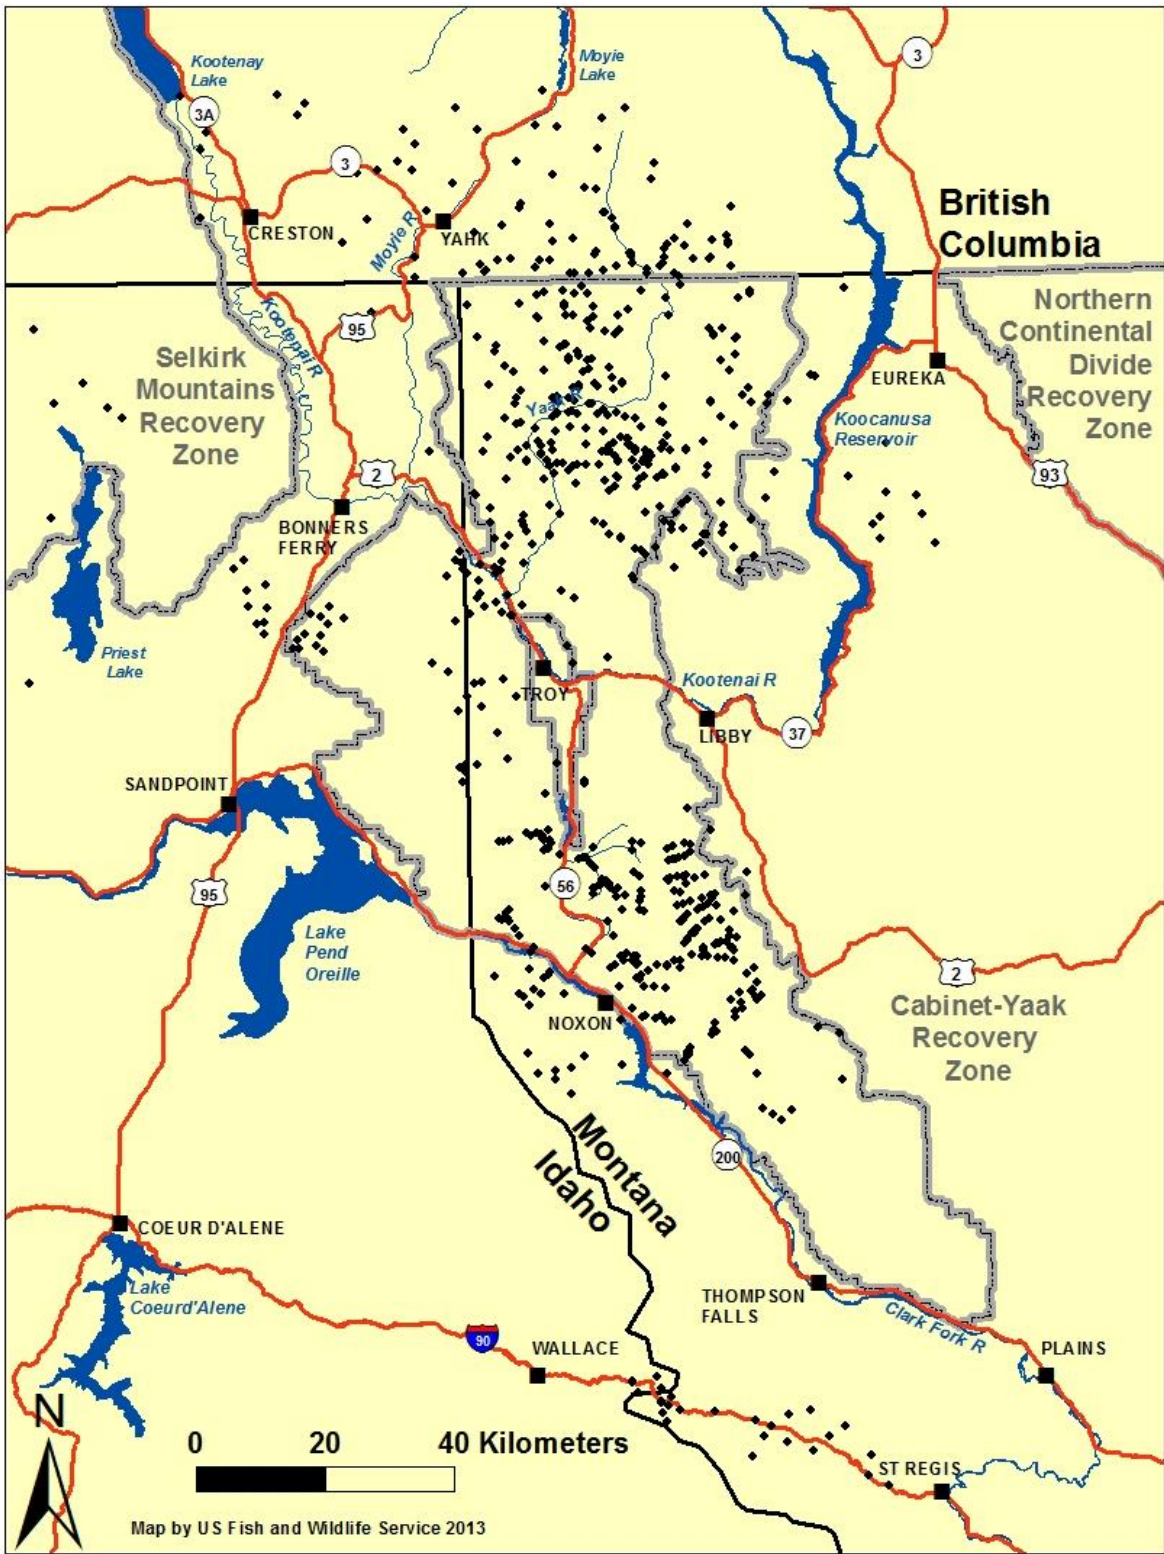 Kootenay
Lake
Moyie
Lake
3
3A
3
British
Columbia
CRESTON
YAHK
Moyie R
Northern
Continental
Divide
Recovery
Zone
Kootenai R
95
Selkirk
Mountains
Recovery
Zone
EUREKA
Yaak R
Koocanusa
Reservoir
93
2
BONNERS
FERRY
Priest
Lake
TROY
Kootenai R
LIBBY
37
SANDPOINT
56
95
Lake
Pend
Oreille
2
NOXON
Cabinet-Yaak
Recovery
Zone
Montana
Idaho
200
COEUR D'ALENE
Lake
Coeurd'Alene
THOMPSON
FALLS
Clark Fork R
90
WALLACE
PLAINS
N
0 20 40 Kilometers
ST REGIS
Map by US Fish and Wildlife Service 2013